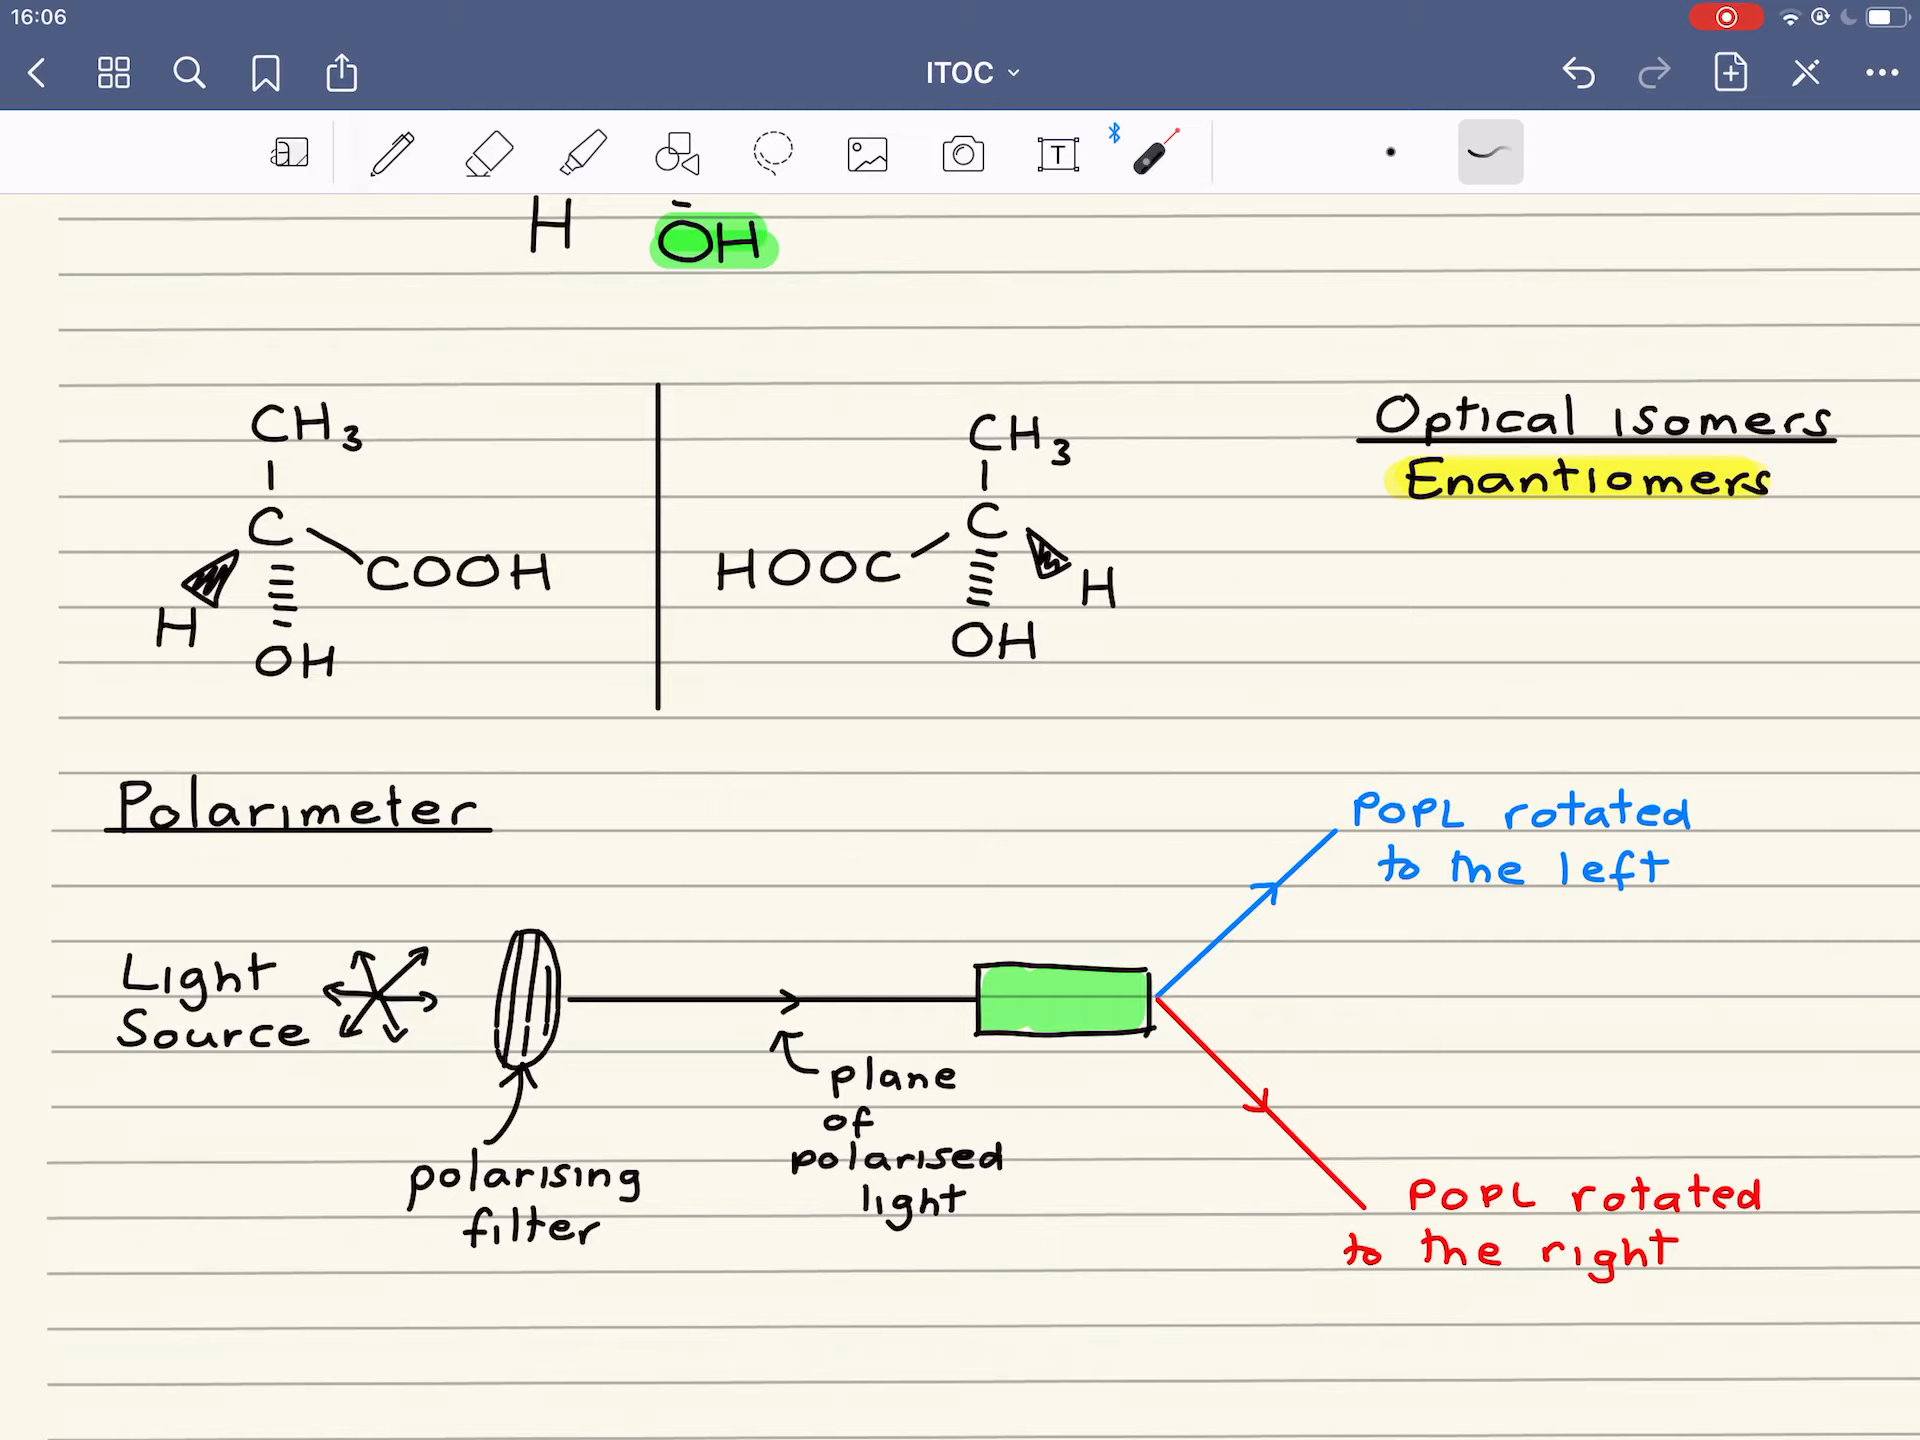 16:06
ITOC
T
H ŌH
CH3
C
COOH
H
OH
CH3
C
HOOC
H
OH
Optical isomers
Enantiomers
Polarimeter
POPL rotated
to the left
Light
Source
plane
of
polarised
light
polarising
filter
POPL rotated
to the right